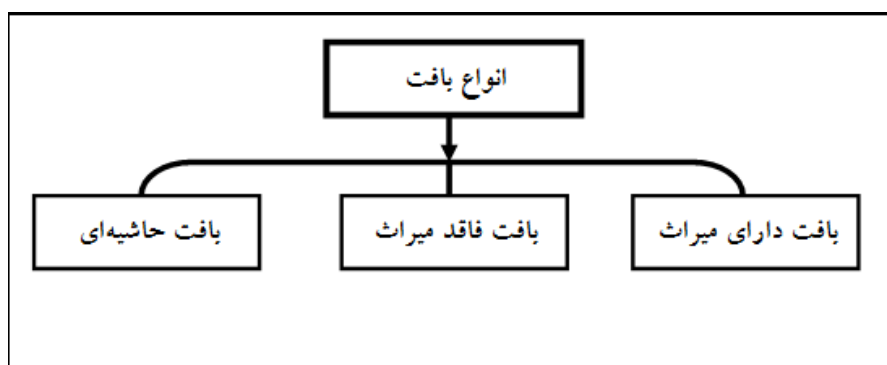 انواع بافت
بافت دارای میراث
بافت فاقد میراث
بافت حاشیه‌ای